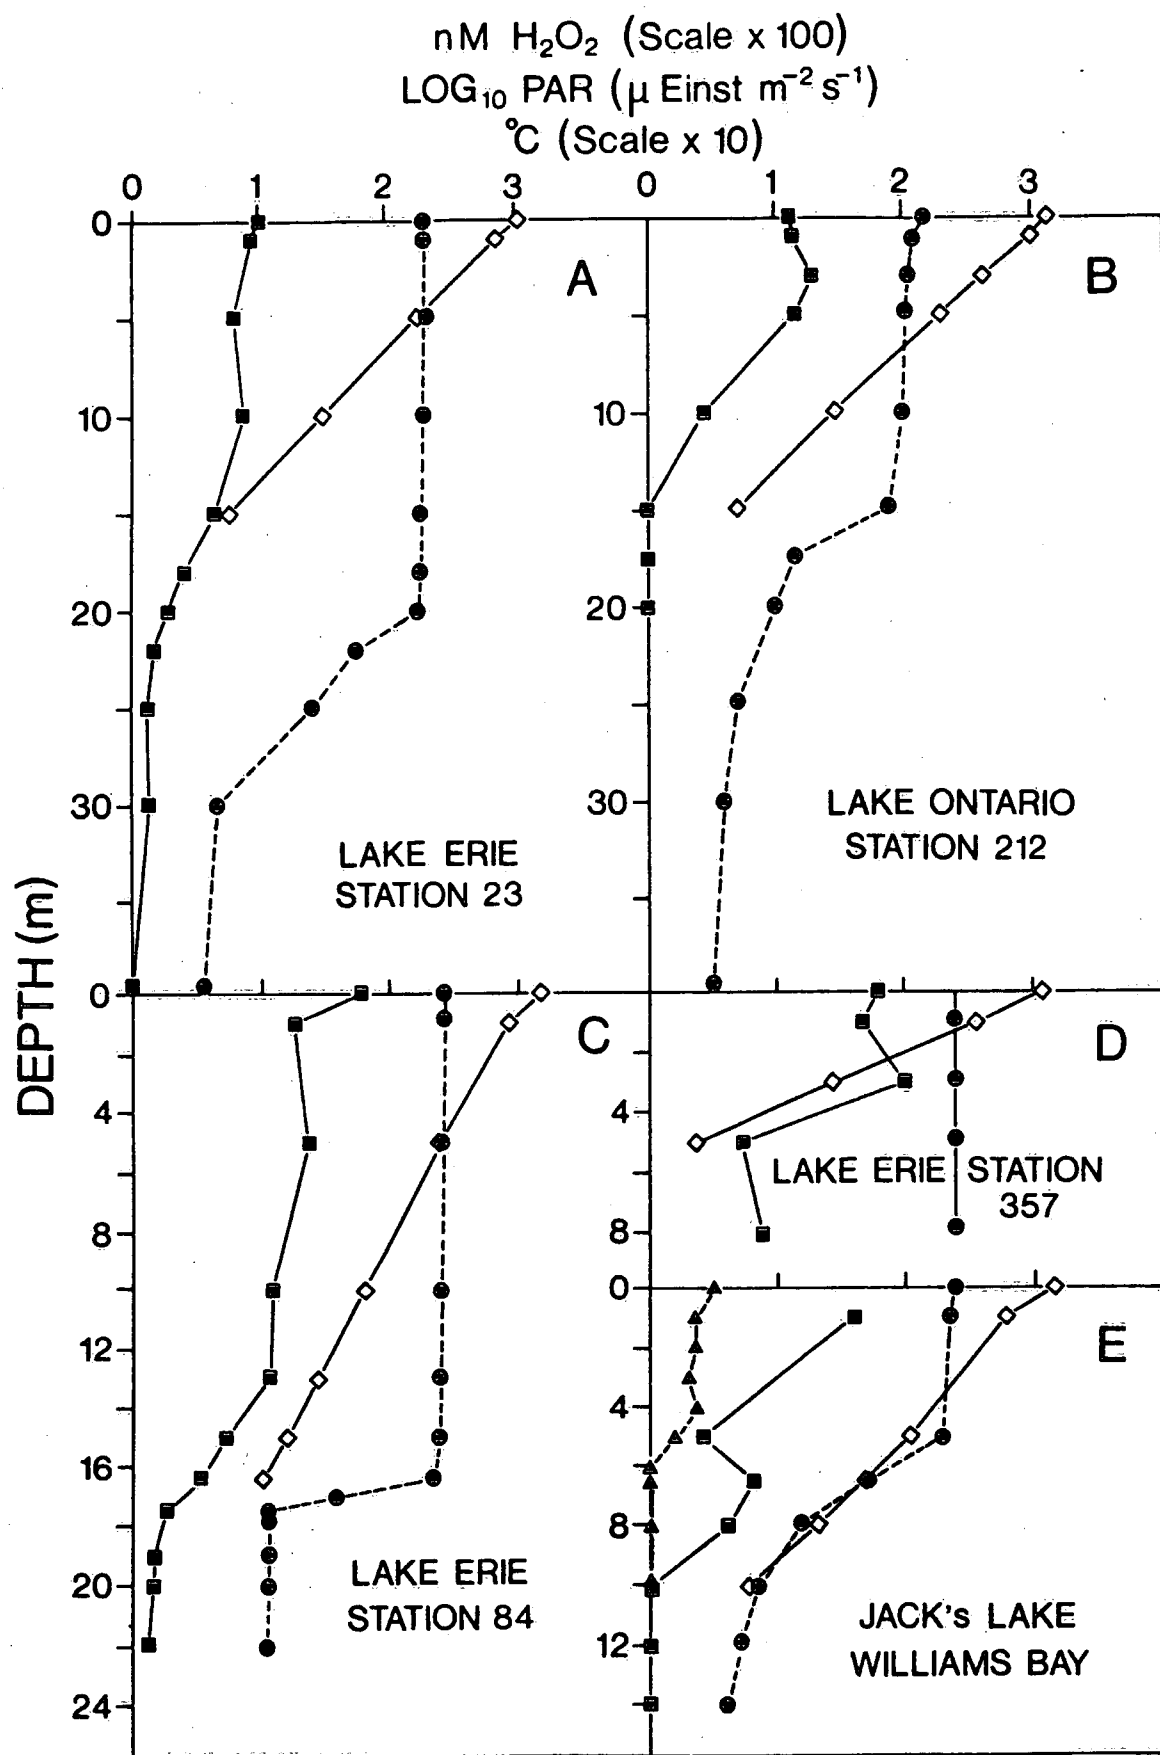 nM H₂O₂ (Scale x 100)
LOG₁₀ PAR (μ Einst m⁻² s⁻¹)
°C (Scale x 10)
0 1 2 3 0 1 2 3
0
A
B
10
10
20
20
30
30
LAKE ONTARIO
STATION 212
LAKE ERIE
STATION 23
DEPTH (m)
0
C
D
4
4
LAKE ERIE STATION
357
8
8
0
E
12
4
16
8
20
LAKE ERIE
STATION 84
JACK's LAKE
WILLIAMS BAY
12
24